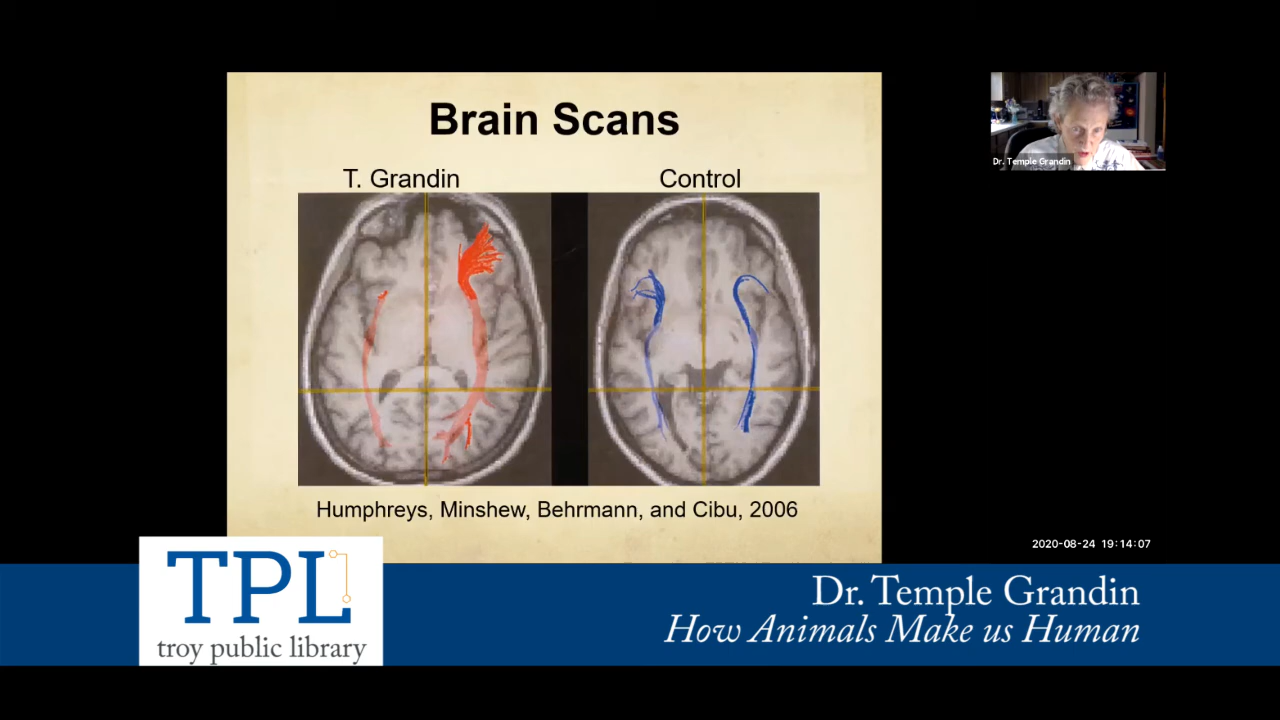 Brain Scans
T. Grandin
Control
Humphreys, Minshew, Behrmann, and Cibu, 2006
Dr. Temple Grandin
2020-08-24 19:14:07
TPL
troy public library
Dr. Temple Grandin
How Animals Make us Human